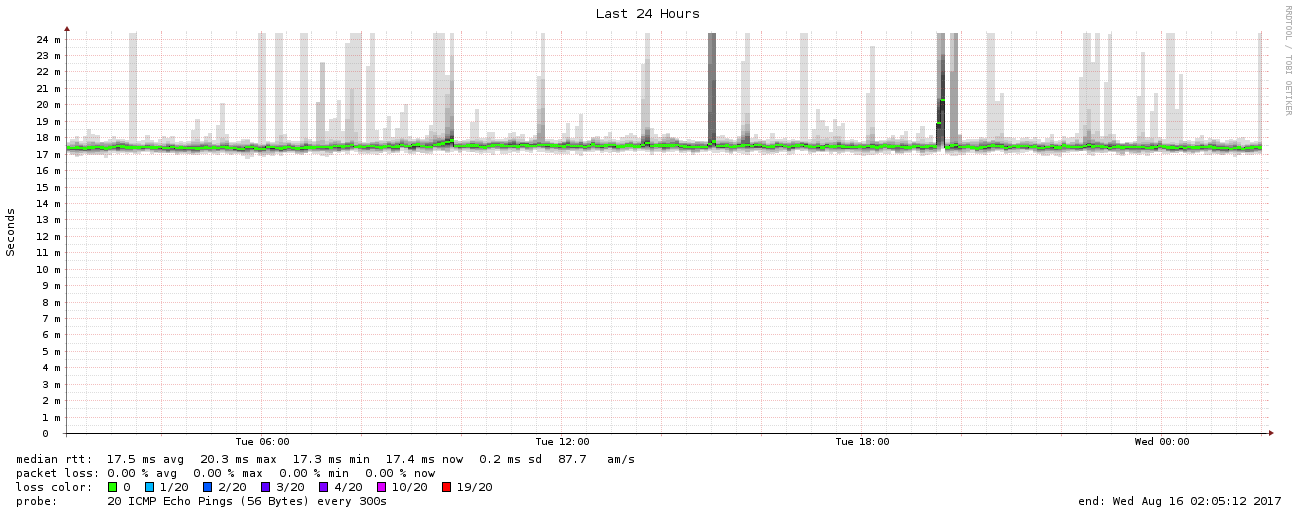 Last 24 Hours
RRDTOOL / TOBI OETIKER
24 m
23 m
22 m
21 m
20 m
19 m
18 m
17 m
16 m
15 m
14 m
13 m
12 m
11 m
10 m
9 m
8 m
7 m
6 m
5 m
4 m
3 m
2 m
1 m
0
Seconds
Tue 06:00 Tue 12:00 Tue 18:00 Wed 00:00
median rtt: 17.5 ms avg 20.3 ms max 17.3 ms min 17.4 ms now 0.2 ms sd 87.7 am/s
packet loss: 0.00 % avg 0.00 % max 0.00 % min 0.00 % now
loss color: 0 1/20 2/20 3/20 4/20 10/20 19/20
probe: 20 ICMP Echo Pings (56 Bytes) every 300s end: Wed Aug 16 02:05:12 2017